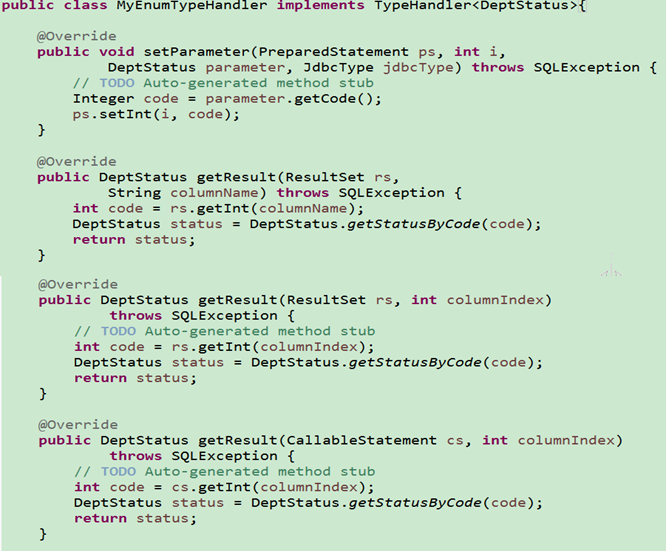 public class MyEnumTypeHandler implements TypeHandler<DeptStatus>{
@Override
public void setParameter(PreparedStatement ps, int i,
DeptStatus parameter, JdbcType jdbcType) throws SQLException {
// TODO Auto-generated method stub
Integer code = parameter.getCode();
ps.setInt(i, code);
}
@Override
public DeptStatus getResult(ResultSet rs,
String columnName) throws SQLException {
int code = rs.getInt(columnName);
DeptStatus status = DeptStatus.getStatusByCode(code);
return status;
}
@Override
public DeptStatus getResult(ResultSet rs, int columnIndex)
throws SQLException {
// TODO Auto-generated method stub
int code = rs.getInt(columnIndex);
DeptStatus status = DeptStatus.getStatusByCode(code);
return status;
}
@Override
public DeptStatus getResult(CallableStatement cs, int columnIndex)
throws SQLException {
// TODO Auto-generated method stub
int code = cs.getInt(columnIndex);
DeptStatus status = DeptStatus.getStatusByCode(code);
return status;
}